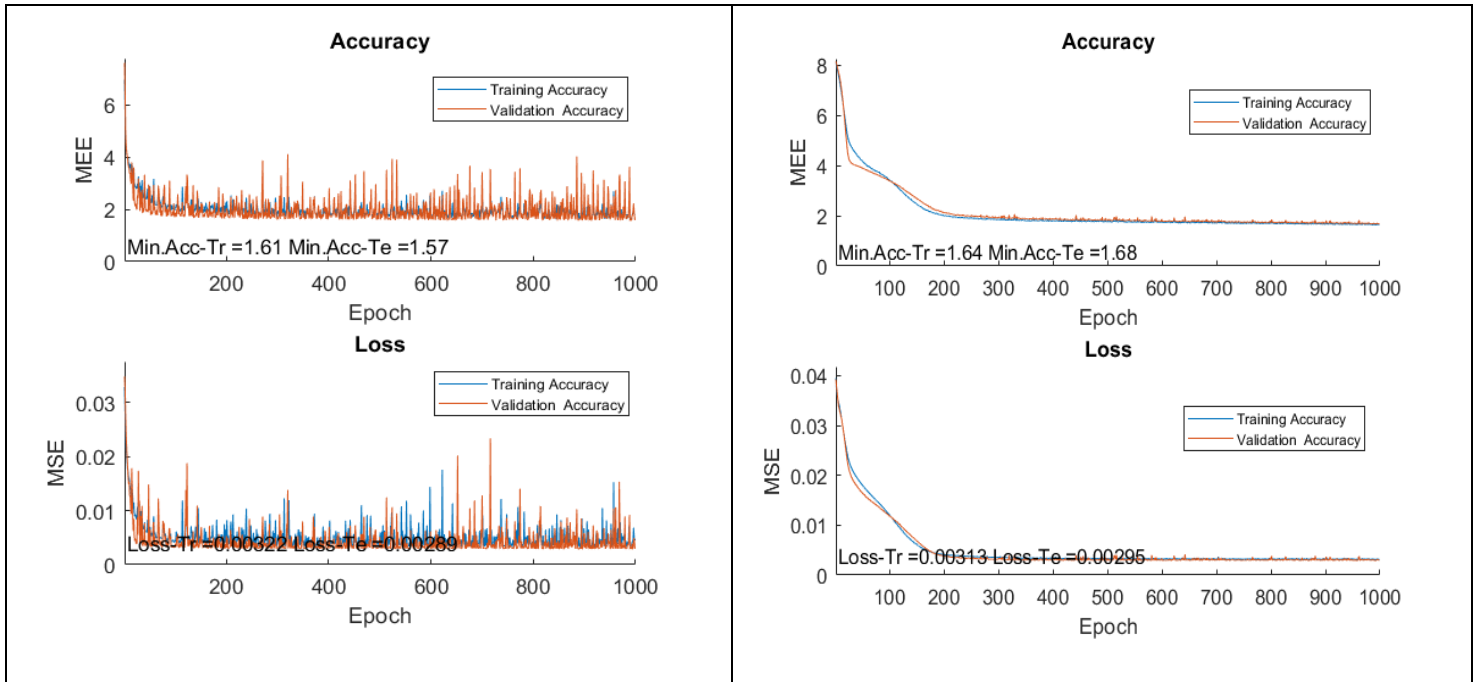 Accuracy
Training Accuracy
Validation  Accuracy
MEE
6
4
2
0
Min.Acc-Tr =1.61 Min.Acc-Te =1.57
200 400 600 800 1000
Epoch
Loss
Training Accuracy
Validation  Accuracy
MSE
0.03
0.02
0.01
0
Loss-Tr =0.00322 Loss-Te =0.00289
200 400 600 800 1000
Epoch
Accuracy
Training Accuracy
Validation  Accuracy
MEE
8
6
4
2
0
Min.Acc-Tr =1.64 Min.Acc-Te =1.68
100 200 300 400 500 600 700 800 900 1000
Epoch
Loss
Training Accuracy
Validation  Accuracy
MSE
0.04
0.03
0.02
0.01
0
Loss-Tr =0.00313 Loss-Te =0.00295
100 200 300 400 500 600 700 800 900 1000
Epoch